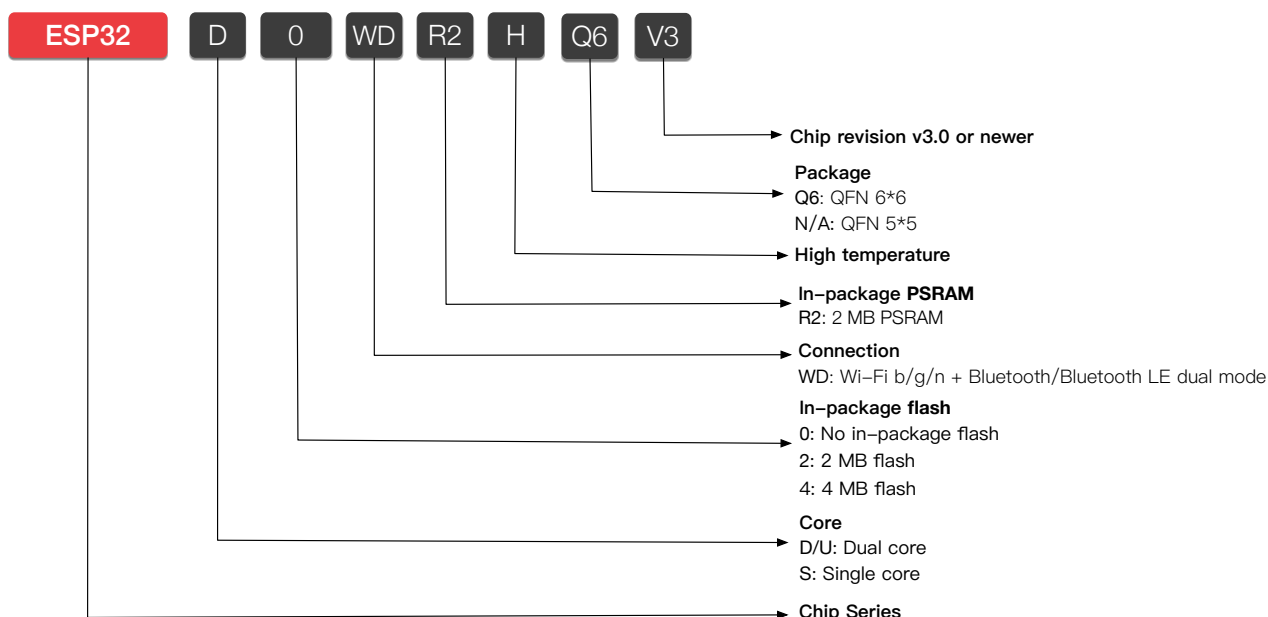 ESP32 D 0 WD R2 H Q6 V3
Chip revision v3.0 or newer
Package
Q6: QFN 6*6
N/A: QFN 5*5
High temperature
In-package PSRAM
R2: 2 MB PSRAM
Connection
WD: Wi-Fi b/g/n + Bluetooth/Bluetooth LE dual mode
In-package flash
0: No in-package flash
2: 2 MB flash
4: 4 MB flash
Core
D/U: Dual core
S: Single core
Chip Series